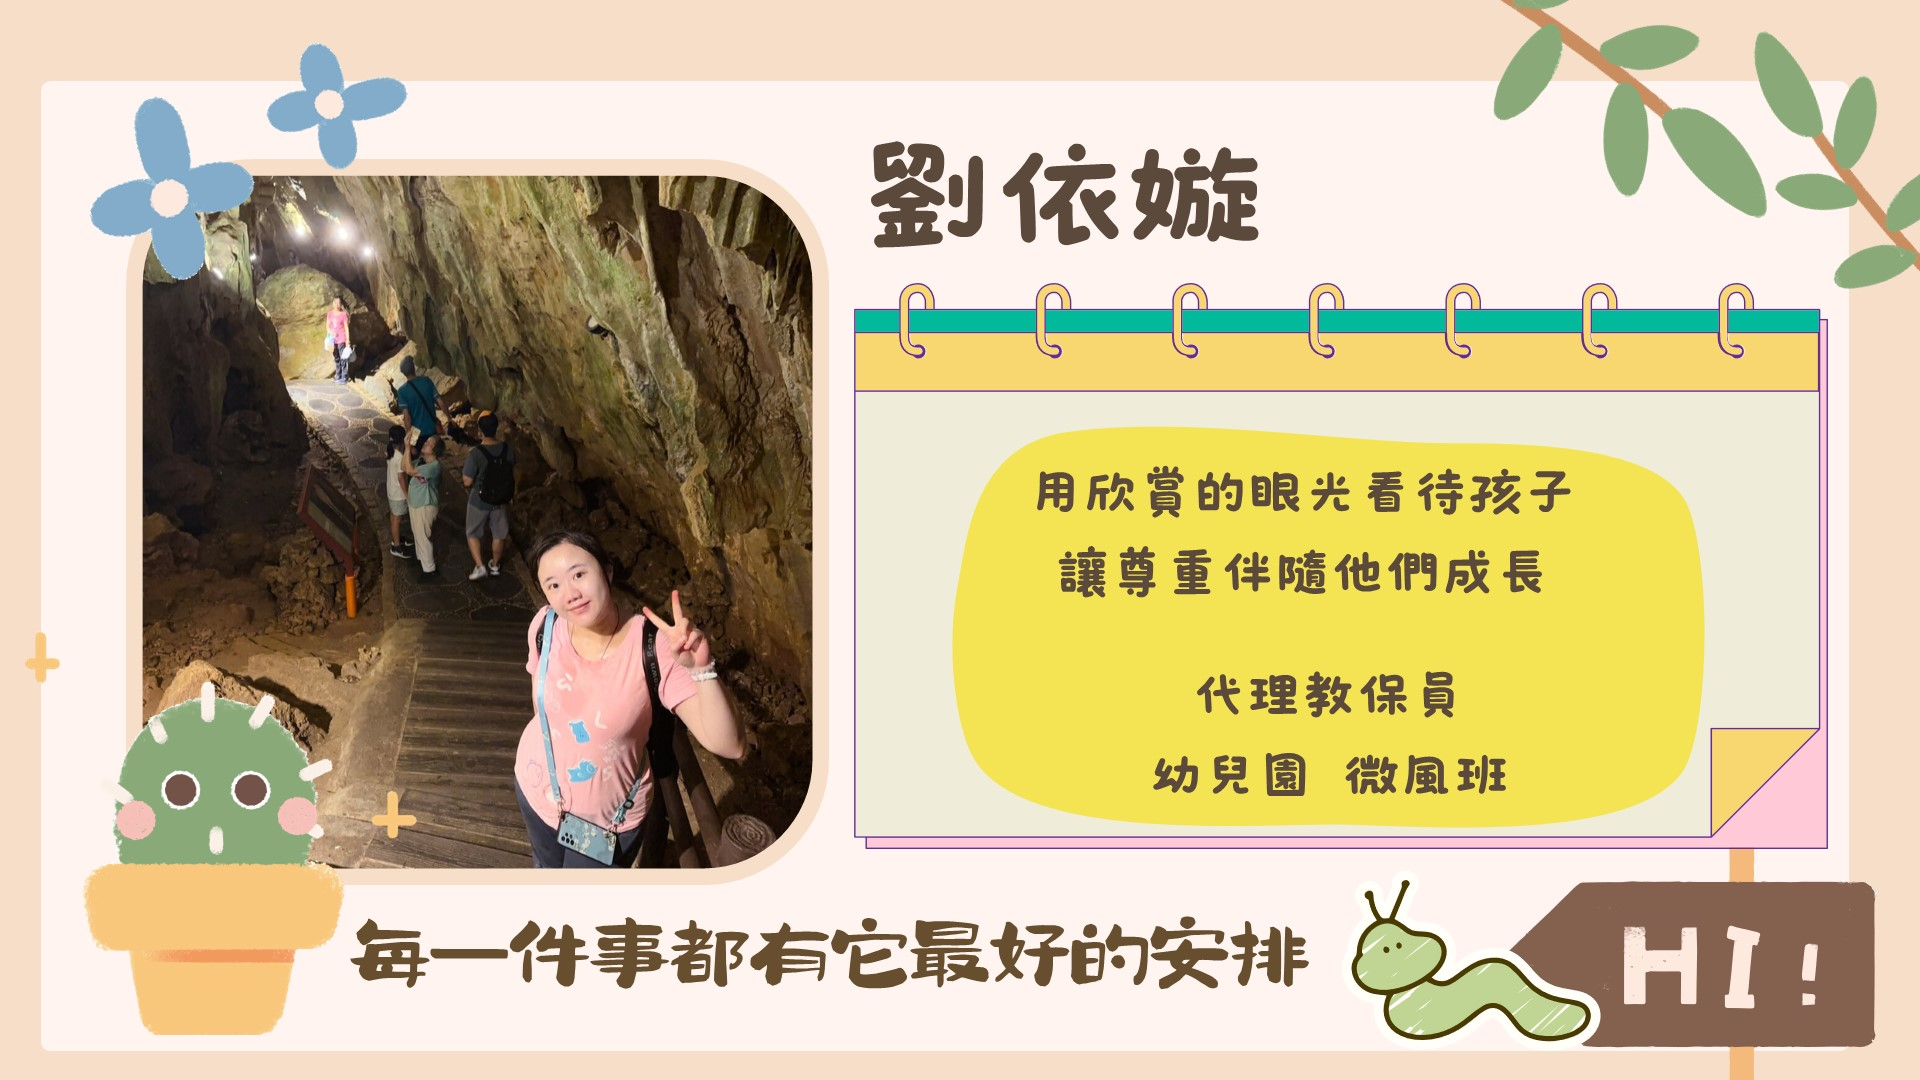 劉依嫙
用欣賞的眼光看待孩子
讓尊重伴隨他們成長
代理教保員
幼兒園 微風班
每一件事都有它最好的安排
HI!